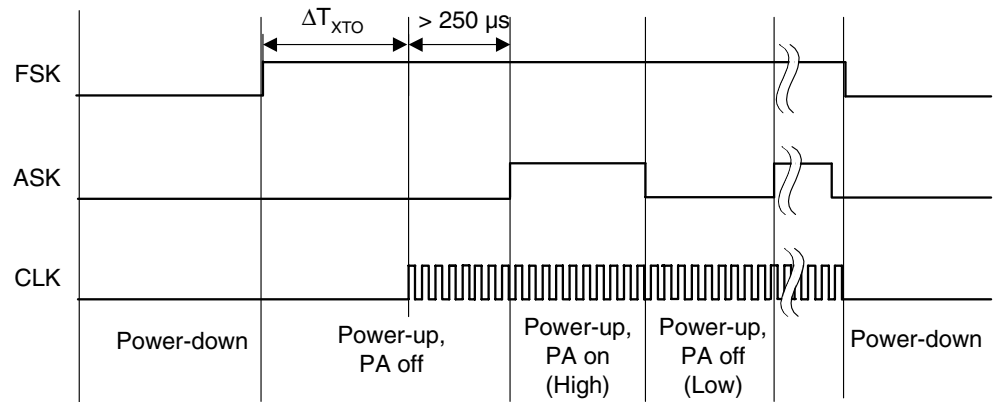 ΔT_XTO
> 250 µs
FSK
ASK
CLK
Power-down
Power-up,
PA off
Power-up,
PA on
(High)
Power-up,
PA off
(Low)
Power-down